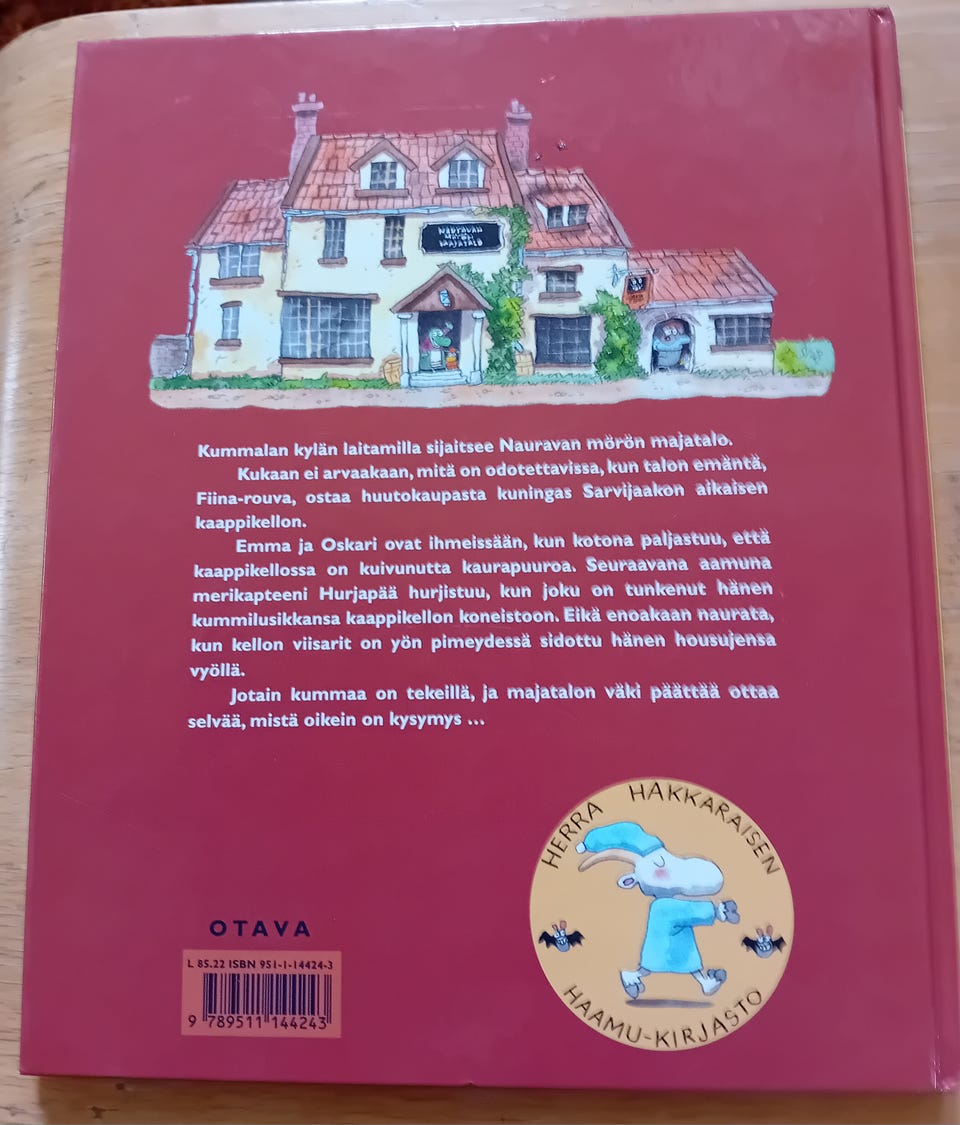 NAURAVAN
MÖRÖN
MAJATALO
Kummalan kylän laitamilla sijaitsee Nauravan mörön majatalo.
Kukaan ei arvaakaan, mitä on odotettavissa, kun talon emäntä,
Fiina-rouva, ostaa huutokaupasta kuningas Sarvijaakon aikaisen
kaappikellon.
Emma ja Oskari ovat ihmeissään, kun kotona paljastuu, että
kaappikellossa on kuivunutta kaurapuuroa. Seuraavana aamuna
merikapteeni Hurjapää hurjistuu, kun joku on tunkenut hänen
kummilusikkansa kaappikellon koneistoon. Eikä enoakaan naurata,
kun kellon viisarit on yön pimeydessä sidottu hänen housujensa
vyöllä.
Jotain kummaa on tekeillä, ja majatalon väki päättää ottaa
selvää, mistä oikein on kysymys ...
HERRA HAKKARAISEN
HAAMU-KIRJASTO
OTAVA
L 85.22 ISBN 951-1-14424-3
9 789511 144243